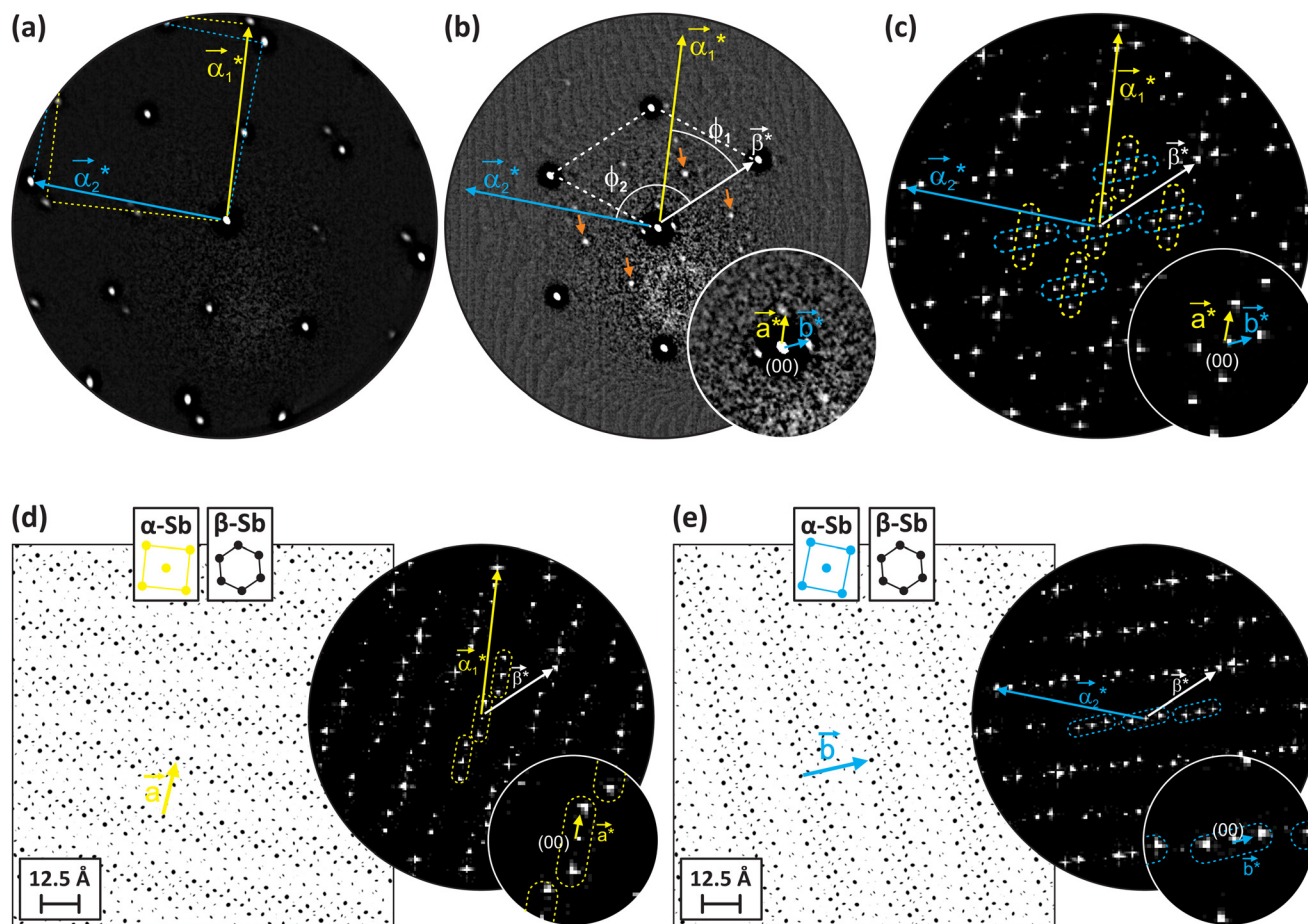 (a)
α₁*
α₂*
(b)
α₁*
ϕ₁
β*
ϕ₂
α₂*
a* b*
(00)
(c)
α₁*
β*
α₂*
a*
b*
(00)
(d)
α-Sb β-Sb
α₁*
β*
a
(00)
a*
12.5 Å
(e)
α-Sb β-Sb
α₂*
β*
b
(00)
b*
12.5 Å